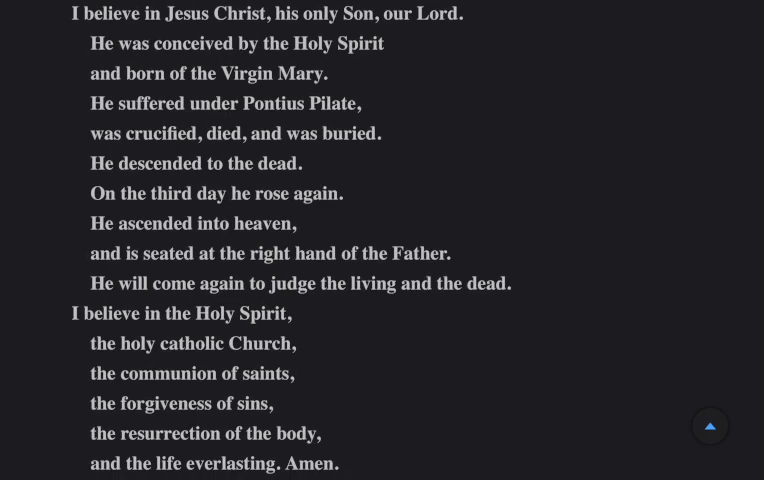 I believe in Jesus Christ, his only Son, our Lord.
He was conceived by the Holy Spirit
and born of the Virgin Mary.
He suffered under Pontius Pilate,
was crucified, died, and was buried.
He descended to the dead.
On the third day he rose again.
He ascended into heaven,
and is seated at the right hand of the Father.
He will come again to judge the living and the dead.
I believe in the Holy Spirit,
the holy catholic Church,
the communion of saints,
the forgiveness of sins,
the resurrection of the body,
and the life everlasting. Amen.